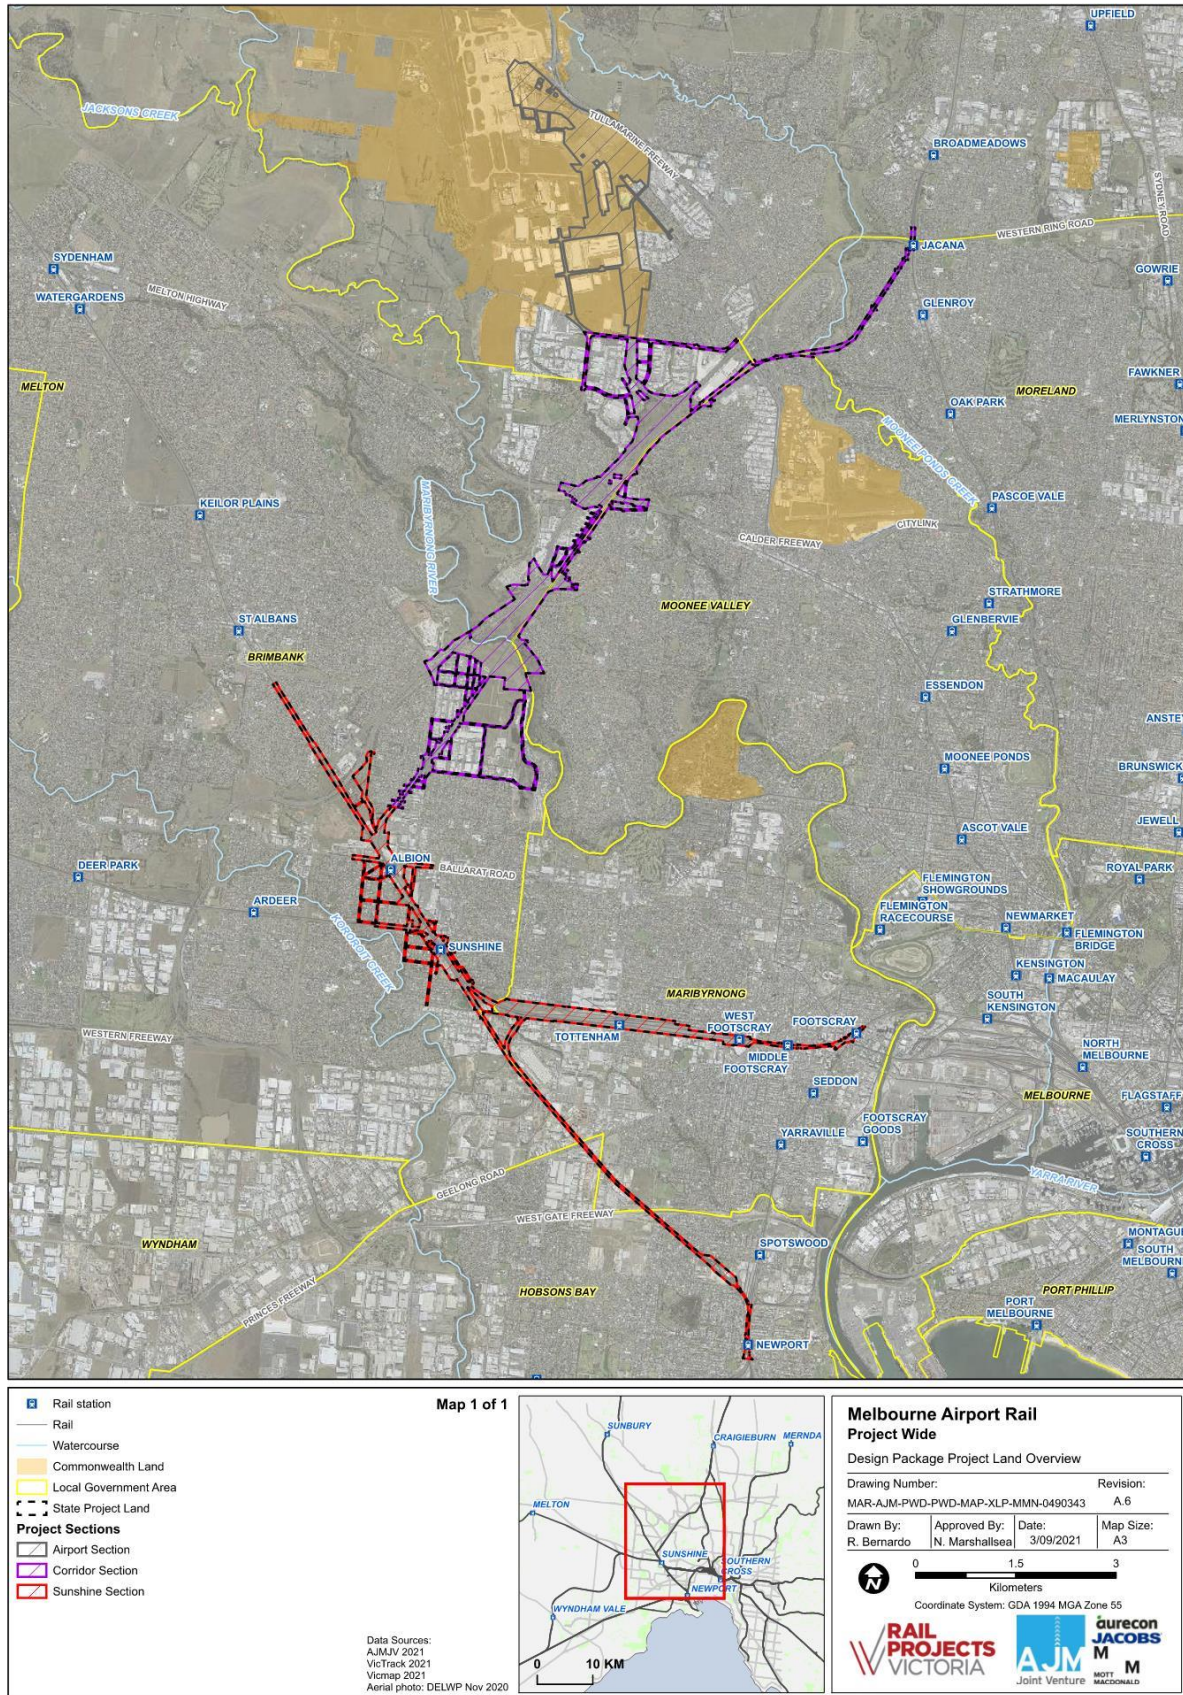 UPFIELD
JACKSONS CREEK
TULLAMARINE FREEWAY
BROADMEADOWS
SYDNEY ROAD
WESTERN RING ROAD
JACANA
SYDENHAM
GOWRIE
MELTON HIGHWAY
WATERGARDENS
GLENROY
FAWKNER
MELTON
MORELAND
OAK PARK
MERLYNSTON
MOONEE PONDS CREEK
MARIBYRNONG RIVER
KEILOR PLAINS
PASCOE VALE
CITYLINK
CALDER FREEWAY
STRATHMORE
MOONEE VALLEY
ST ALBANS
GLENBERVIE
BRIMBANK
ESSENDON
ANSTEY
MOONEE PONDS
BRUNSWICK
JEWELL
ASCOT VALE
ALBION
BALLARAT ROAD
DEER PARK
ROYAL PARK
FLEMINGTON
SHOWGROUNDS
ARDEER
FLEMINGTON
RACECOURSE
NEWMARKET
FLEMINGTON
BRIDGE
KOROROIT CREEK
SUNSHINE
KENSINGTON
MACAULAY
MARIBYRNONG
SOUTH
KENSINGTON
WESTERN FREEWAY
TOTTENHAM
WEST
FOOTSCRAY
FOOTSCRAY
MIDDLE
FOOTSCRAY
NORTH
MELBOURNE
SEDDON
MELBOURNE
FLAGSTAFF
FOOTSCRAY
GOODS
YARRAVILLE
SOUTHERN
CROSS
YARRA RIVER
GEELONG ROAD
WEST GATE FREEWAY
WYNDHAM
SPOTSWOOD
MONTAGUE
SOUTH
MELBOURNE
HOBSONS BAY
PORT PHILLIP
PRINCES FREEWAY
PORT
MELBOURNE
NEWPORT
Rail station
Rail
Watercourse
Commonwealth Land
Local Government Area
State Project Land
Project Sections
Airport Section
Corridor Section
Sunshine Section
Map 1 of 1
Data Sources:
AJMJV 2021
VicTrack 2021
Vicmap 2021
Aerial photo: DELWP Nov 2020
SUNBURY
CRAIGIEBURN
MERNDA
MELTON
SUNSHINE
SOUTHERN
CROSS
NEWPORT
WYNDHAM VALE
0 10 KM
Melbourne Airport Rail
Project Wide
Design Package Project Land Overview
Drawing Number: Revision:
MAR-AJM-PWD-PWD-MAP-XLP-MMN-0490343 A.6
Drawn By: Approved By: Date: Map Size:
R. Bernardo N. Marshallsea 3/09/2021 A3
N
0 1.5 3
Kilometers
Coordinate System: GDA 1994 MGA Zone 55
RAIL
PROJECTS
VICTORIA
AJM
Joint Venture
aurecon
JACOBS
M
M
MOTT
MACDONALD